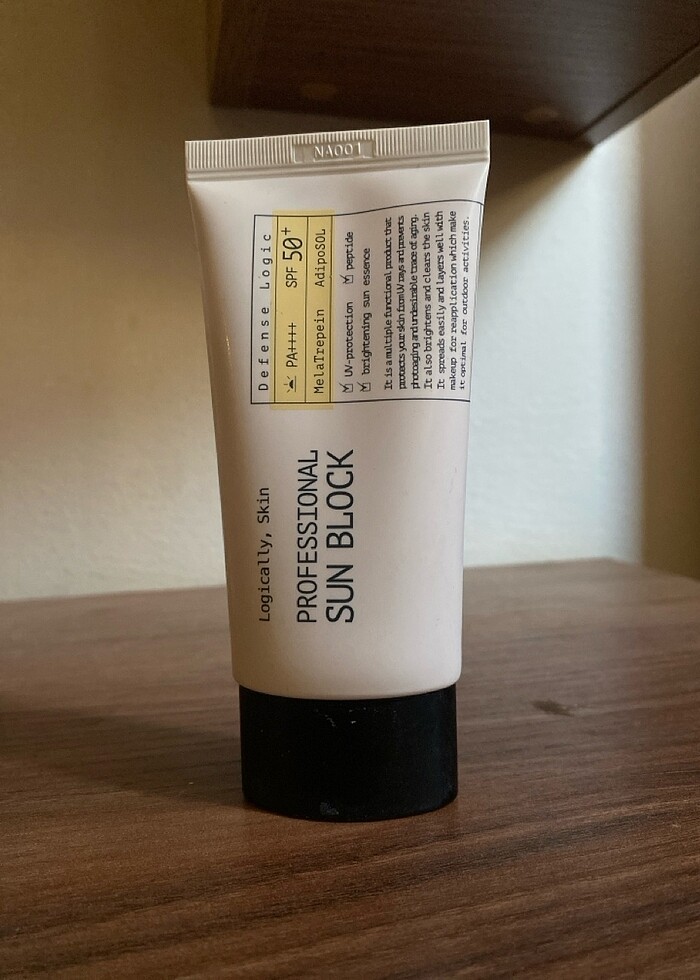 NA001
Defense Logic
PA++++ SPF 50+
MelaTrepein AdipoSOL
UV-protection peptide
brightening sun essence
It is a multiple functional product that
protects your skin from UV rays and prevents
photoaging and undesirable trace of aging.
It also brightens and clears the skin
It spreads easily and layers well with
makeup for reapplication which make
it optimal for outdoor activities.
Logically, Skin
PROFESSIONAL
SUN BLOCK